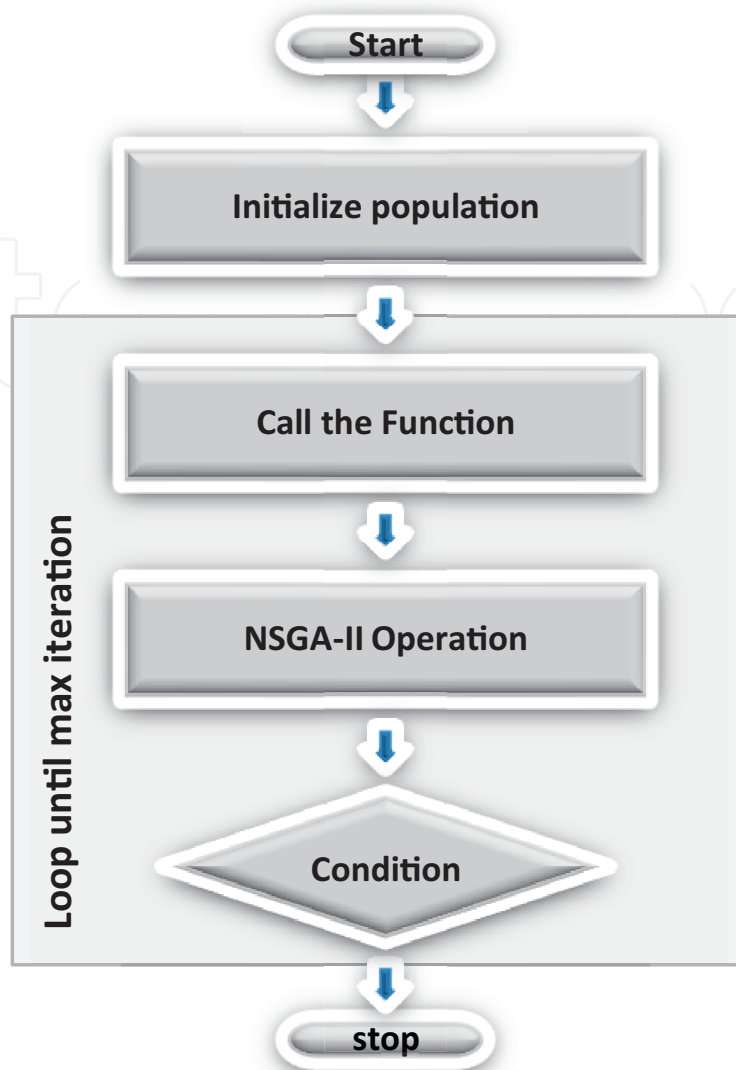 Start
Initialize population
Call the Function
NSGA-II Operation
Loop until max iteration
Condition
stop